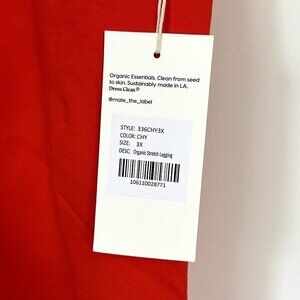 Organic Essentials. Clean from seed
to skin. Sustainably made in LA.
Dress Clean®
@mate_the_label
STYLE: 336CHY3X
COLOR: CHY
SIZE: 3X
DESC: Organic Stretch Legging
106110028771